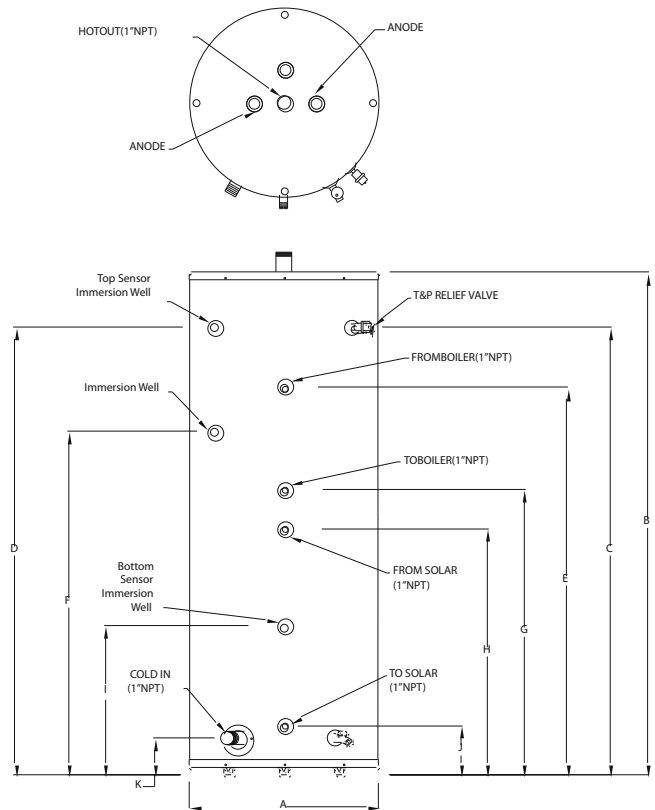 HOTOUT(1"NPT)
ANODE
ANODE
Top Sensor
Immersion Well
T&P RELIEF VALVE
FROMBOILER(1"NPT)
Immersion Well
TOBOILER(1"NPT)
FROM SOLAR
(1"NPT)
Bottom
Sensor
Immersion
Well
COLD IN
(1"NPT)
TO SOLAR
(1"NPT)
D
F
I
K
A
J
H
G
E
C
B